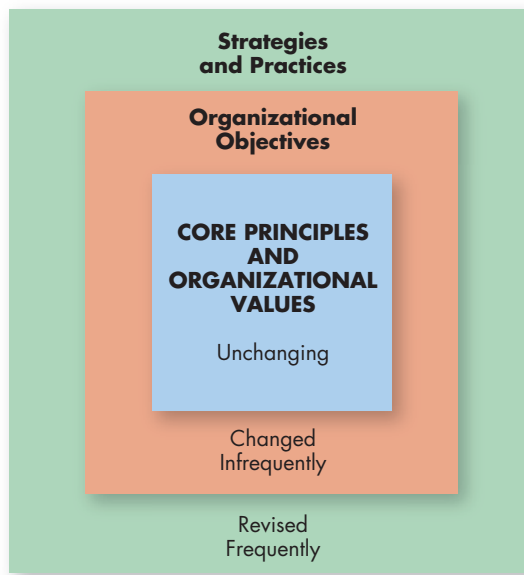 Strategies
and Practices
Organizational
Objectives
CORE PRINCIPLES
AND
ORGANIZATIONAL
VALUES
Unchanging
Changed
Infrequently
Revised
Frequently